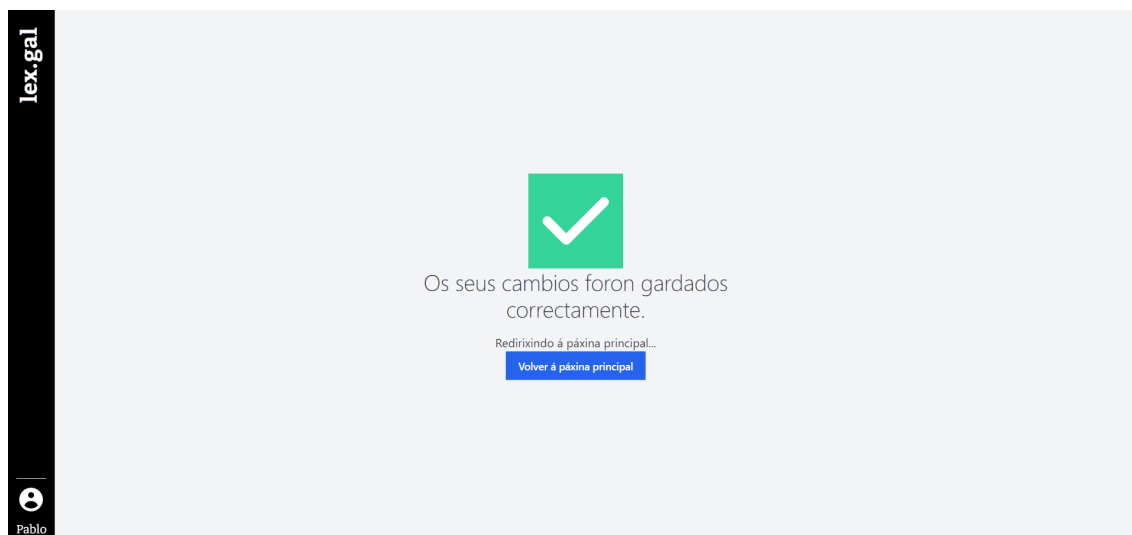 lex.gal
Os seus cambios foron gardados
correctamente.
Redirixindo á páxina principal...
Volver á páxina principal
Pablo